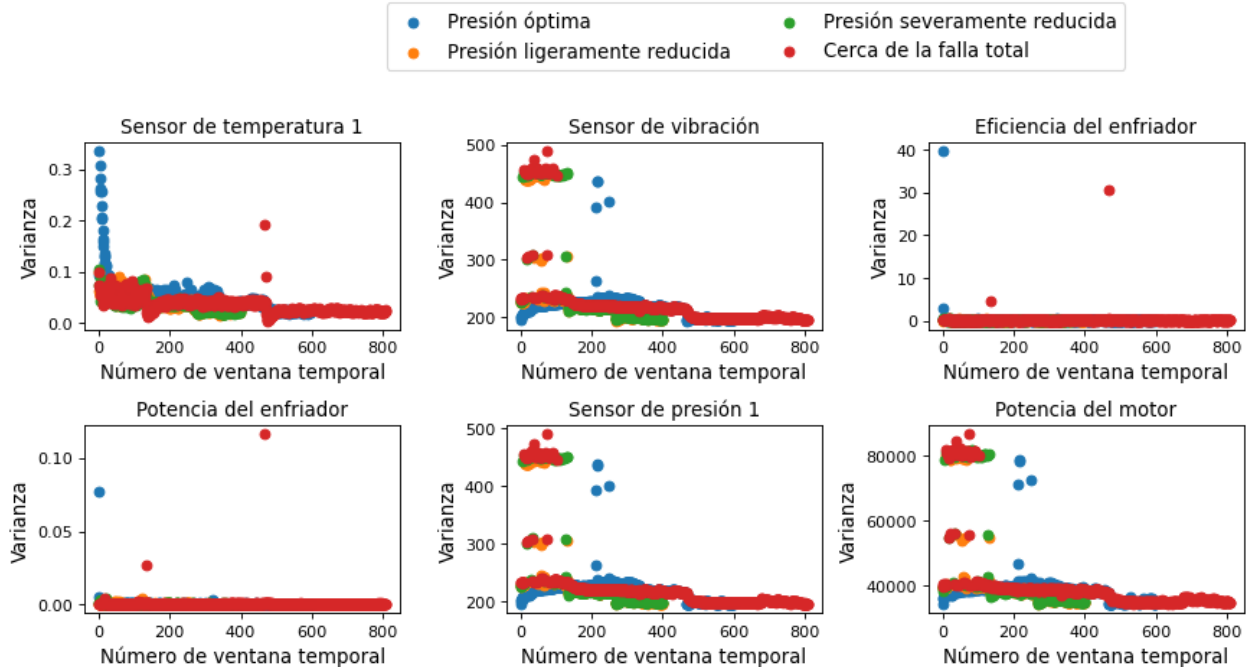 Presión óptima
Presión ligeramente reducida
Presión severamente reducida
Cerca de la falla total
Sensor de temperatura 1
Varianza
0.3
0.2
0.1
0.0
0 200 400 600 800
Número de ventana temporal
Sensor de vibración
Varianza
500
400
300
200
0 200 400 600 800
Número de ventana temporal
Eficiencia del enfriador
Varianza
40
30
20
10
0
0 200 400 600 800
Número de ventana temporal
Potencia del enfriador
Varianza
0.10
0.05
0.00
0 200 400 600 800
Número de ventana temporal
Sensor de presión 1
Varianza
500
400
300
200
0 200 400 600 800
Número de ventana temporal
Potencia del motor
Varianza
80000
60000
40000
0 200 400 600 800
Número de ventana temporal